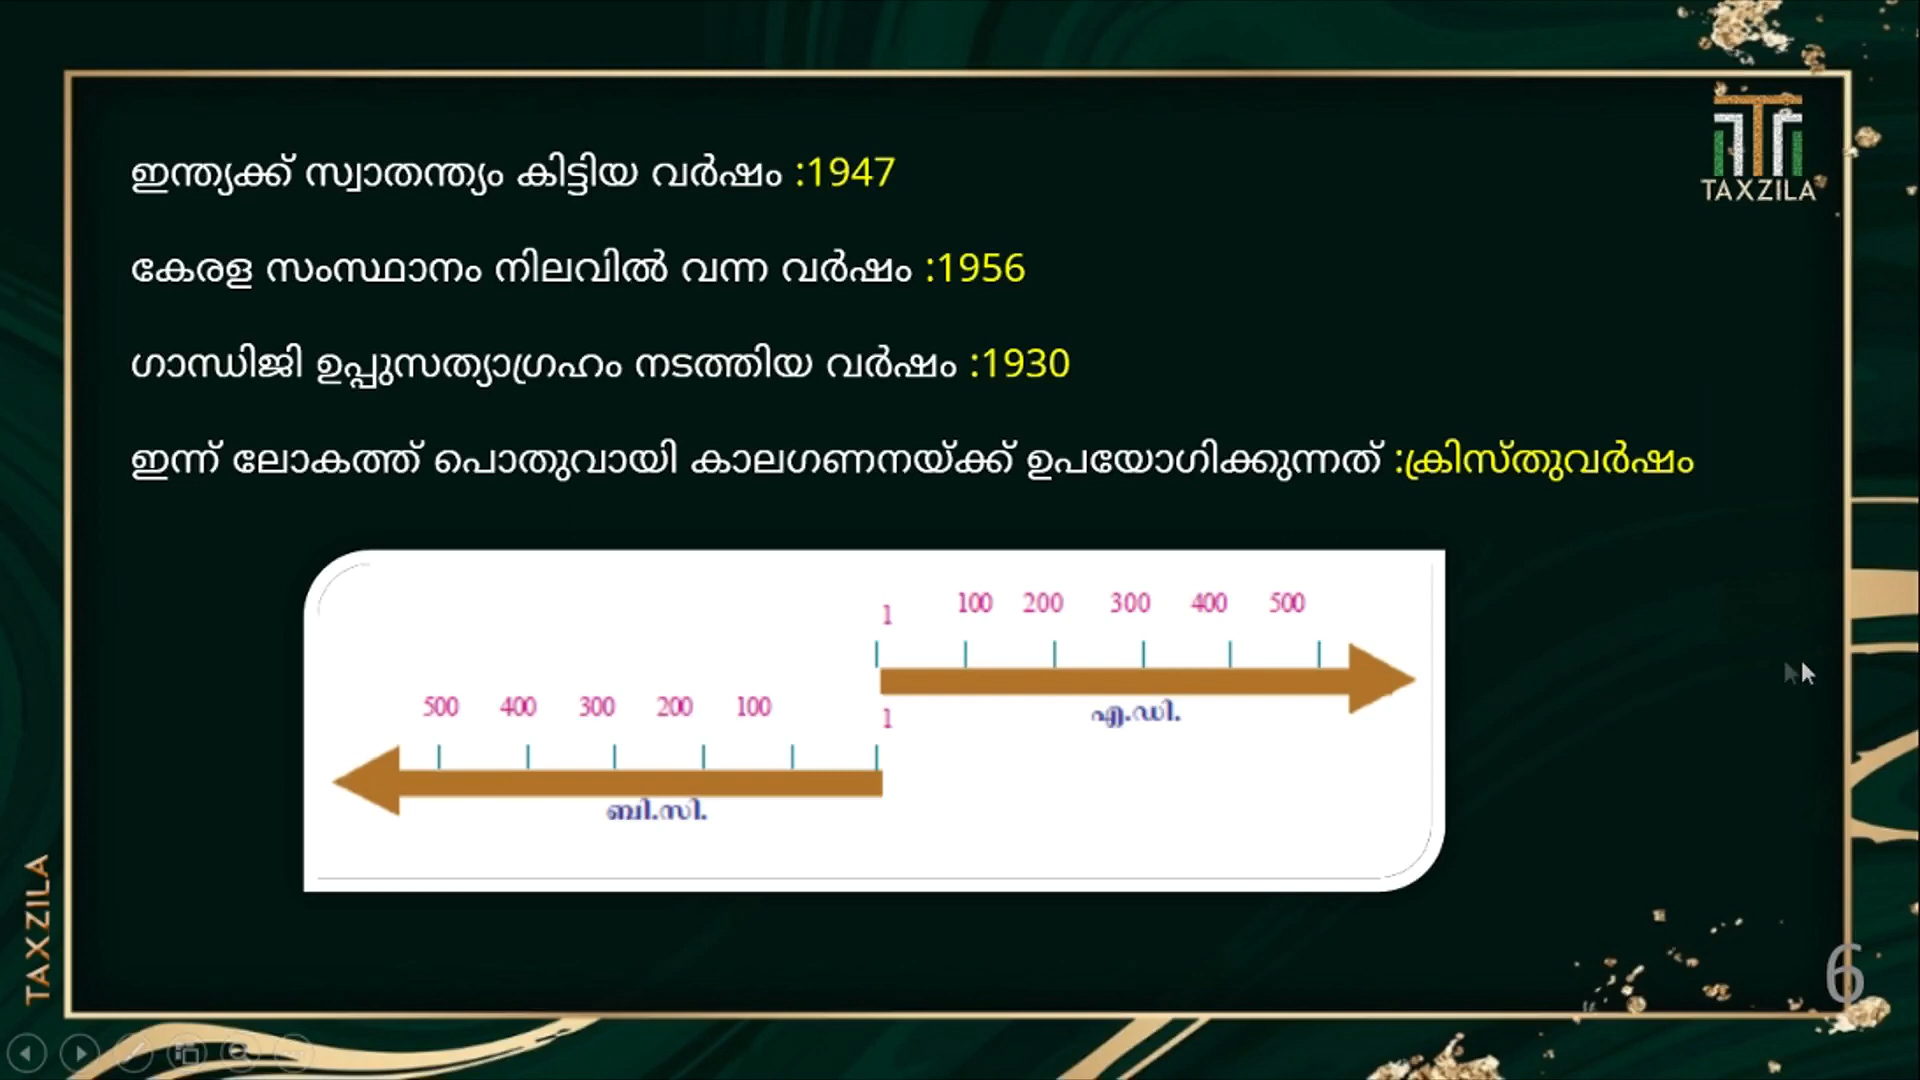 ഇന്ത്യക്ക് സ്വാതന്ത്യം കിട്ടിയ വർഷം :1947
കേരള സംസ്ഥാനം നിലവിൽ വന്ന വർഷം :1956
ഗാന്ധിജി ഉപ്പുസത്യാഗ്രഹം നടത്തിയ വർഷം :1930
ഇന്ന് ലോകത്ത് പൊതുവായി കാലഗണനയ്ക്ക് ഉപയോഗിക്കുന്നത് :ക്രിസ്തുവർഷം
TAXZILA
1 100 200 300 400 500
എ.ഡി.
500 400 300 200 100 1
ബി.സി.
TAXZILA
6